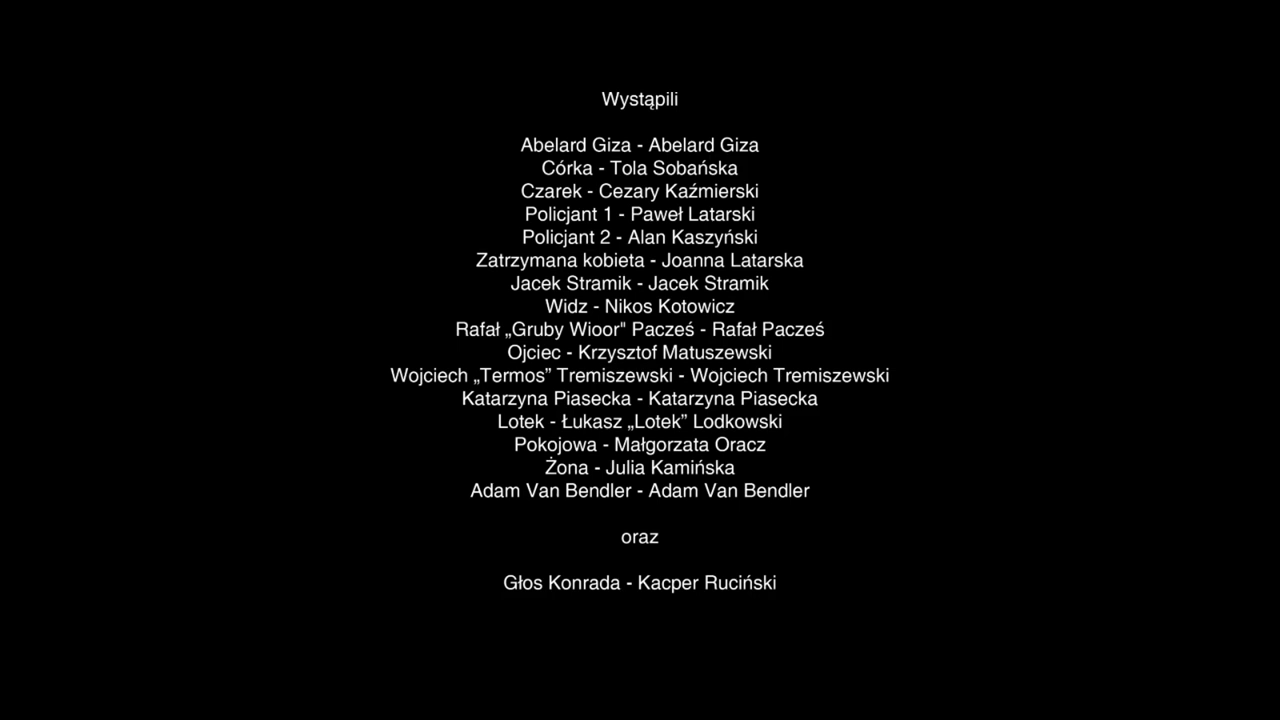 Wystąpili
Abelard Giza - Abelard Giza
Córka - Tola Sobańska
Czarek - Cezary Kaźmierski
Policjant 1 - Paweł Latarski
Policjant 2 - Alan Kaszyński
Zatrzymana kobieta - Joanna Latarska
Jacek Stramik - Jacek Stramik
Widz - Nikos Kotowicz
Rafał „Gruby Wioor" Pacześ - Rafał Pacześ
Ojciec - Krzysztof Matuszewski
Wojciech „Termos” Tremiszewski - Wojciech Tremiszewski
Katarzyna Piasecka - Katarzyna Piasecka
Lotek - Łukasz „Lotek” Lodkowski
Pokojowa - Małgorzata Oracz
Żona - Julia Kamińska
Adam Van Bendler - Adam Van Bendler
oraz
Głos Konrada - Kacper Ruciński